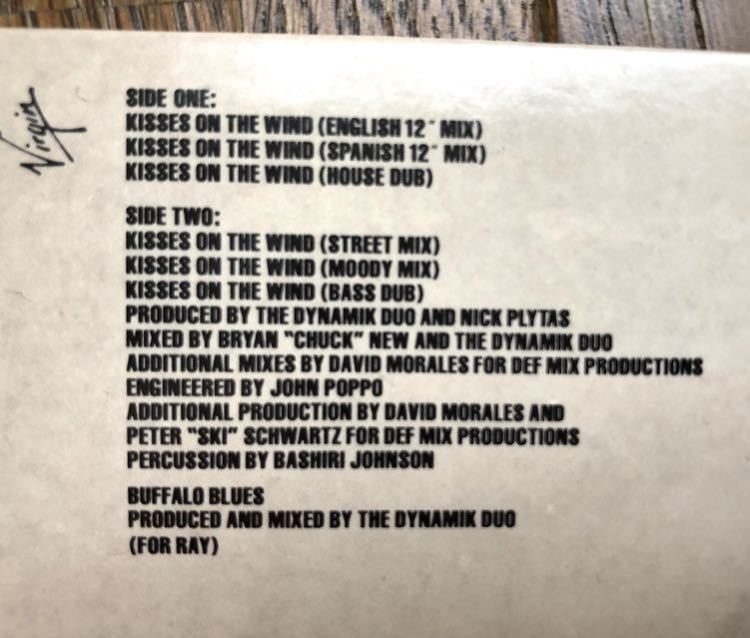 Virgin
SIDE ONE:
KISSES ON THE WIND (ENGLISH 12" MIX)
KISSES ON THE WIND (SPANISH 12" MIX)
KISSES ON THE WIND (HOUSE DUB)
SIDE TWO:
KISSES ON THE WIND (STREET MIX)
KISSES ON THE WIND (MOODY MIX)
KISSES ON THE WIND (BASS DUB)
PRODUCED BY THE DYNAMIK DUO AND NICK PLYTAS
MIXED BY BRYAN "CHUCK" NEW AND THE DYNAMIK DUO
ADDITIONAL MIXES BY DAVID MORALES FOR DEF MIX PRODUCTIONS
ENGINEERED BY JOHN POPPO
ADDITIONAL PRODUCTION BY DAVID MORALES AND
PETER "SKI" SCHWARTZ FOR DEF MIX PRODUCTIONS
PERCUSSION BY BASHIRI JOHNSON
BUFFALO BLUES
PRODUCED AND MIXED BY THE DYNAMIK DUO
(FOR RAY)